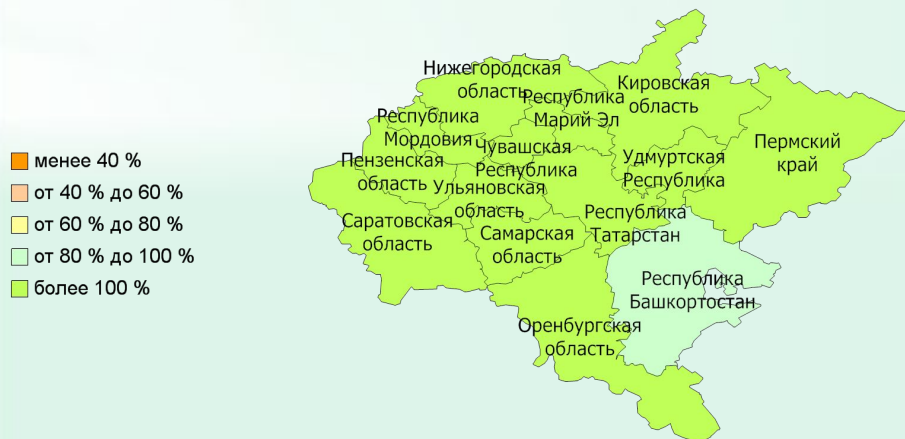 менее 40 %
от 40 % до 60 %
от 60 % до 80 %
от 80 % до 100 %
более 100 %
Нижегородская
область
Республика
Марий Эл
Кировская
область
Республика
Мордовия
Чувашская
Республика
Удмуртская
Республика
Пермский
край
Пензенская
область
Ульяновская
область
Республика
Татарстан
Саратовская
область
Самарская
область
Республика
Башкортостан
Оренбургская
область